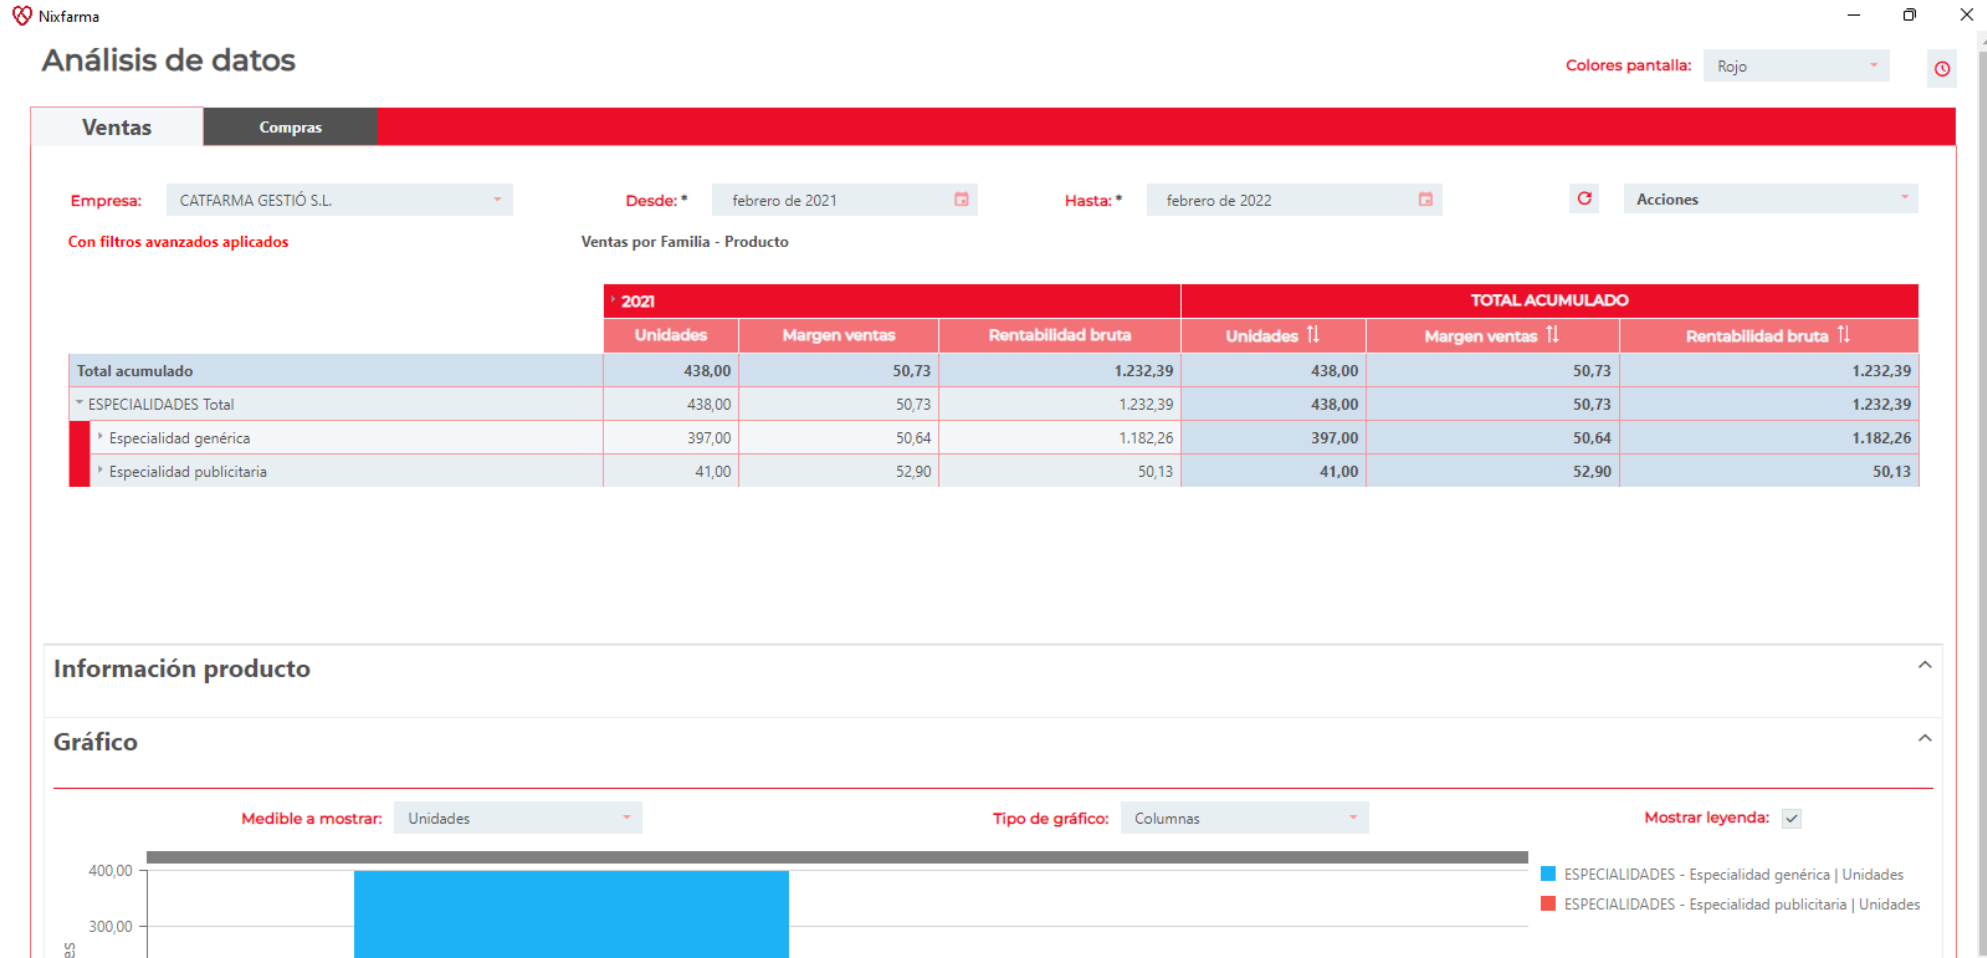 Nixfarma
Análisis de datos
Colores pantalla: Rojo
Ventas Compras
Empresa: CATFARMA GESTIÓ S.L. Desde: * febrero de 2021 Hasta: * febrero de 2022 Acciones
Con filtros avanzados aplicados Ventas por Familia - Producto
2021 TOTAL ACUMULADO
Unidades Margen ventas Rentabilidad bruta Unidades Margen ventas Rentabilidad bruta
Total acumulado 438,00 50,73 1.232,39 438,00 50,73 1.232,39
ESPECIALIDADES Total 438,00 50,73 1.232,39 438,00 50,73 1.232,39
Especialidad genérica 397,00 50,64 1.182,26 397,00 50,64 1.182,26
Especialidad publicitaria 41,00 52,90 50,13 41,00 52,90 50,13
Información producto
Gráfico
Medible a mostrar: Unidades Tipo de gráfico: Columnas Mostrar leyenda:
400,00
ESPECIALIDADES - Especialidad genérica | Unidades
ESPECIALIDADES - Especialidad publicitaria | Unidades
300,00
es